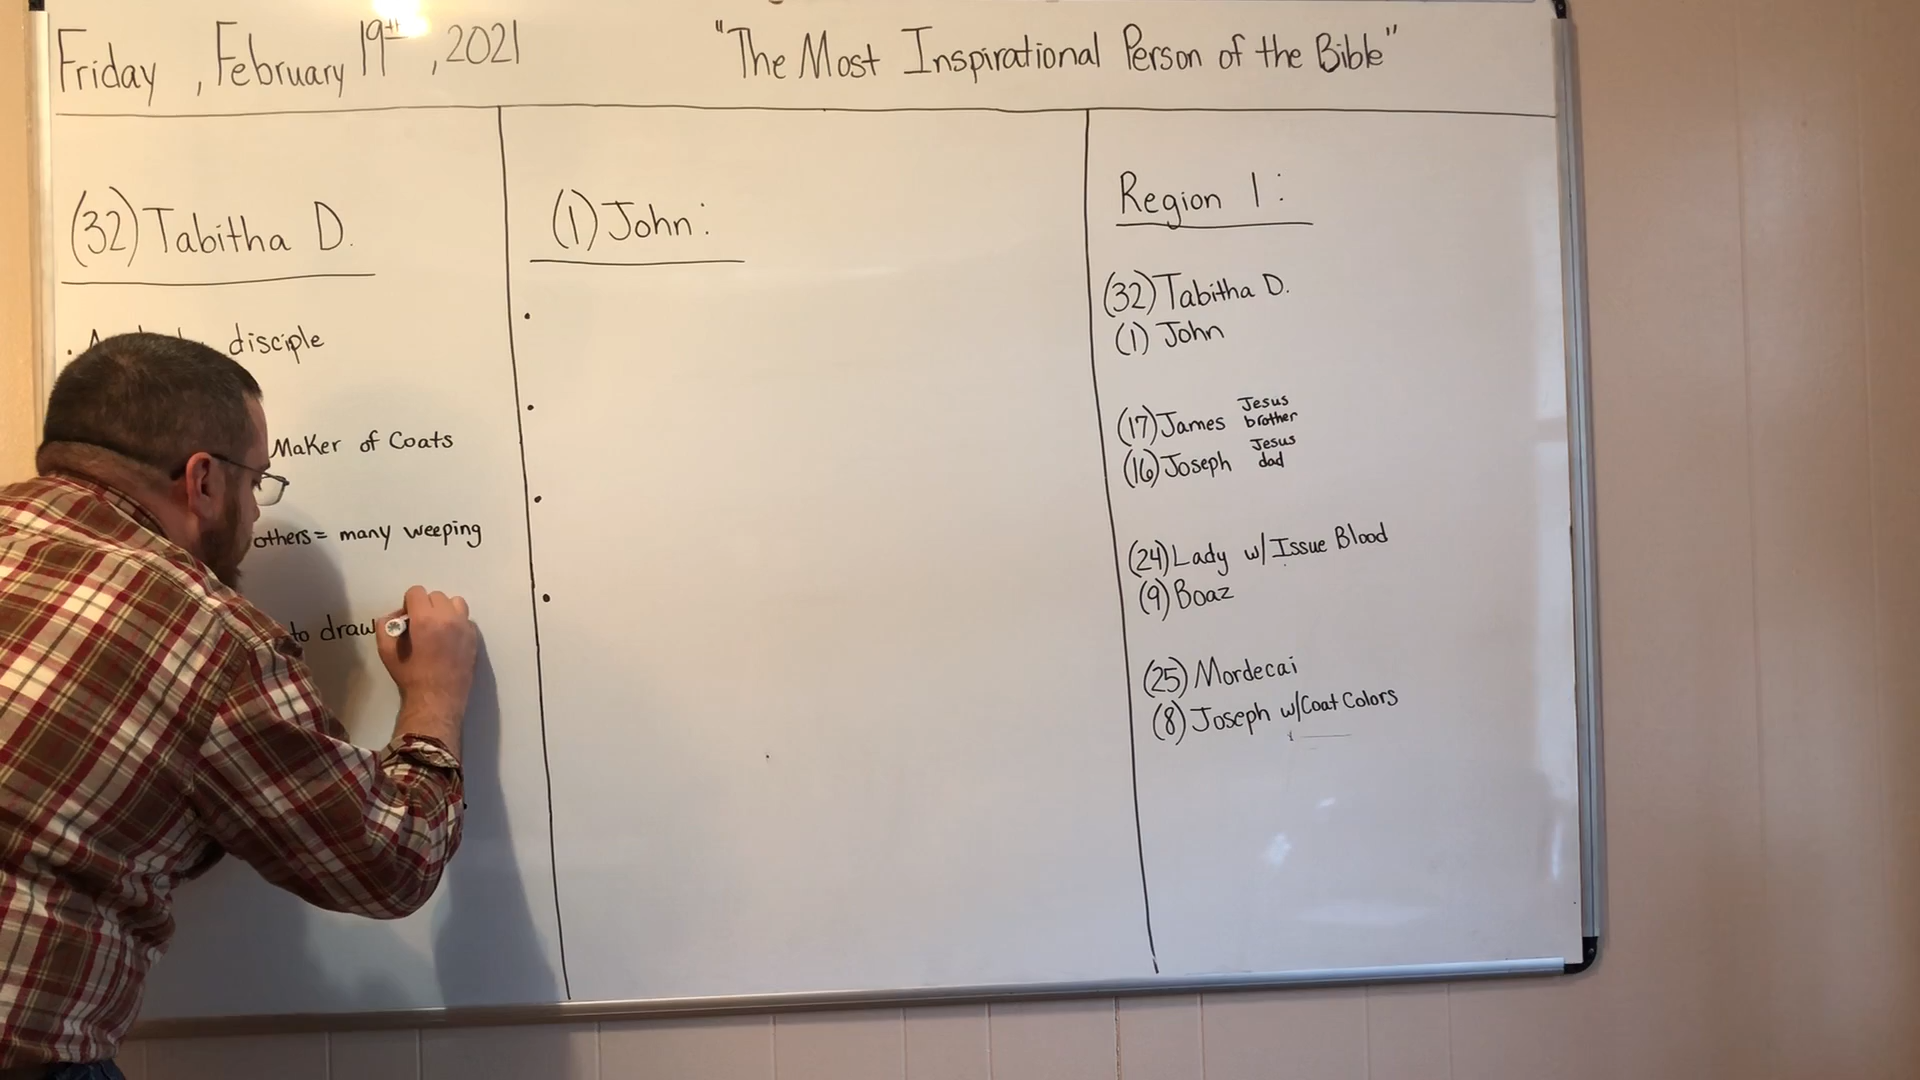 Friday, February 19th, 2021
"The Most Inspirational Person of the Bible"
(32) Tabitha D.
disciple
Maker of Coats
others = many weeping
to draw
(1) John:
Region 1:
(32) Tabitha D.
(1) John
(17) James Jesus brother
(16) Joseph Jesus dad
(24) Lady w/ Issue Blood
(9) Boaz
(25) Mordecai
(8) Joseph w/ Coat Colors